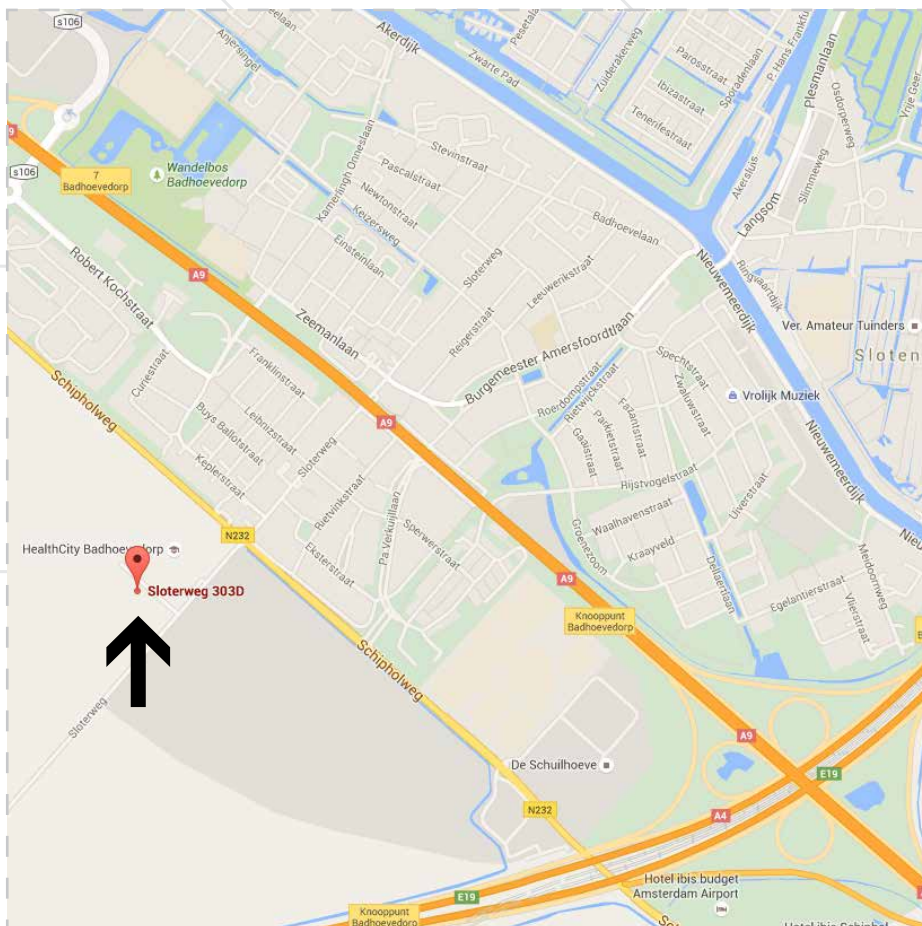 s106
Akerdijk
Zwarte Pad
Zuiderakerweg
Ibizastraat
Tenerifestraat
Parosstraat
Sporadenlaan
P. Hans Frankfu
Plesmanlaan
Osdorperweg
Slimmeweg
Vrije Gee
Anjersingel
A9
s106
7
Badhoevedorp
Wandelbos
Badhoevedorp
Kamerlingh Onneslaan
Stevinstraat
Pascalstraat
Newtonstraat
Keizersweg
Einsteinlaan
Sloterweg
Badhoevelaan
Akersluis
Langsom
Nieuwemeerdijk
Ringvaartdijk
Robert Kochstraat
A9
Zeemanlaan
Reigerstraat
Leeuwerikstraat
Burgemeester Amersfoordtlaan
Ver. Amateur Tuinders
Sloten
Schipholweg
Curiestraat
Franklinstraat
Leibnizstraat
Buys Ballotstraat
Keplerstraat
Sloterweg
A9
Roerdompstraat
Rietwijckstraat
Spechtstraat
Zwaluwstraat
Fazantstraat
Parkietstraat
Gaaistraat
Vrolijk Muziek
Nieuwemeerdijk
Rietvinkstraat
Pa Verkuijllaan
Rijstvogelstraat
Uiverstraat
N232
Sperwerstraat
Eksterstraat
Waalhavenstraat
Kraayveld
Groenezoom
Dellaertlaan
Meidoornweg
Egelantierstraat
Vlierstraat
HealthCity Badhoevedorp
Sloterweg 303D
A9
Knooppunt
Badhoevedorp
Schipholweg
Sloterweg
A9
De Schuilhoeve
E19
N232
A4
Hotel ibis budget
Amsterdam Airport
E19
Knooppunt
Badhoevedorp